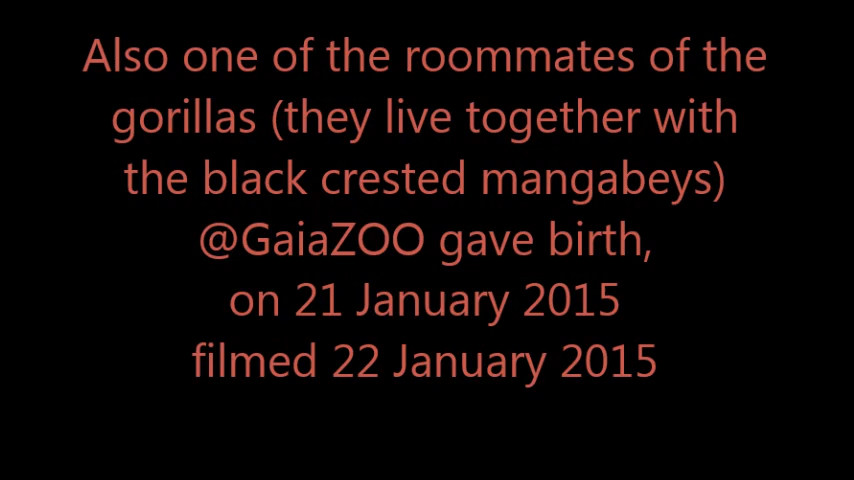 Also one of the roommates of the
gorillas (they live together with
the black crested mangabeys)
@GaiaZOO gave birth,
on 21 January 2015
filmed 22 January 2015